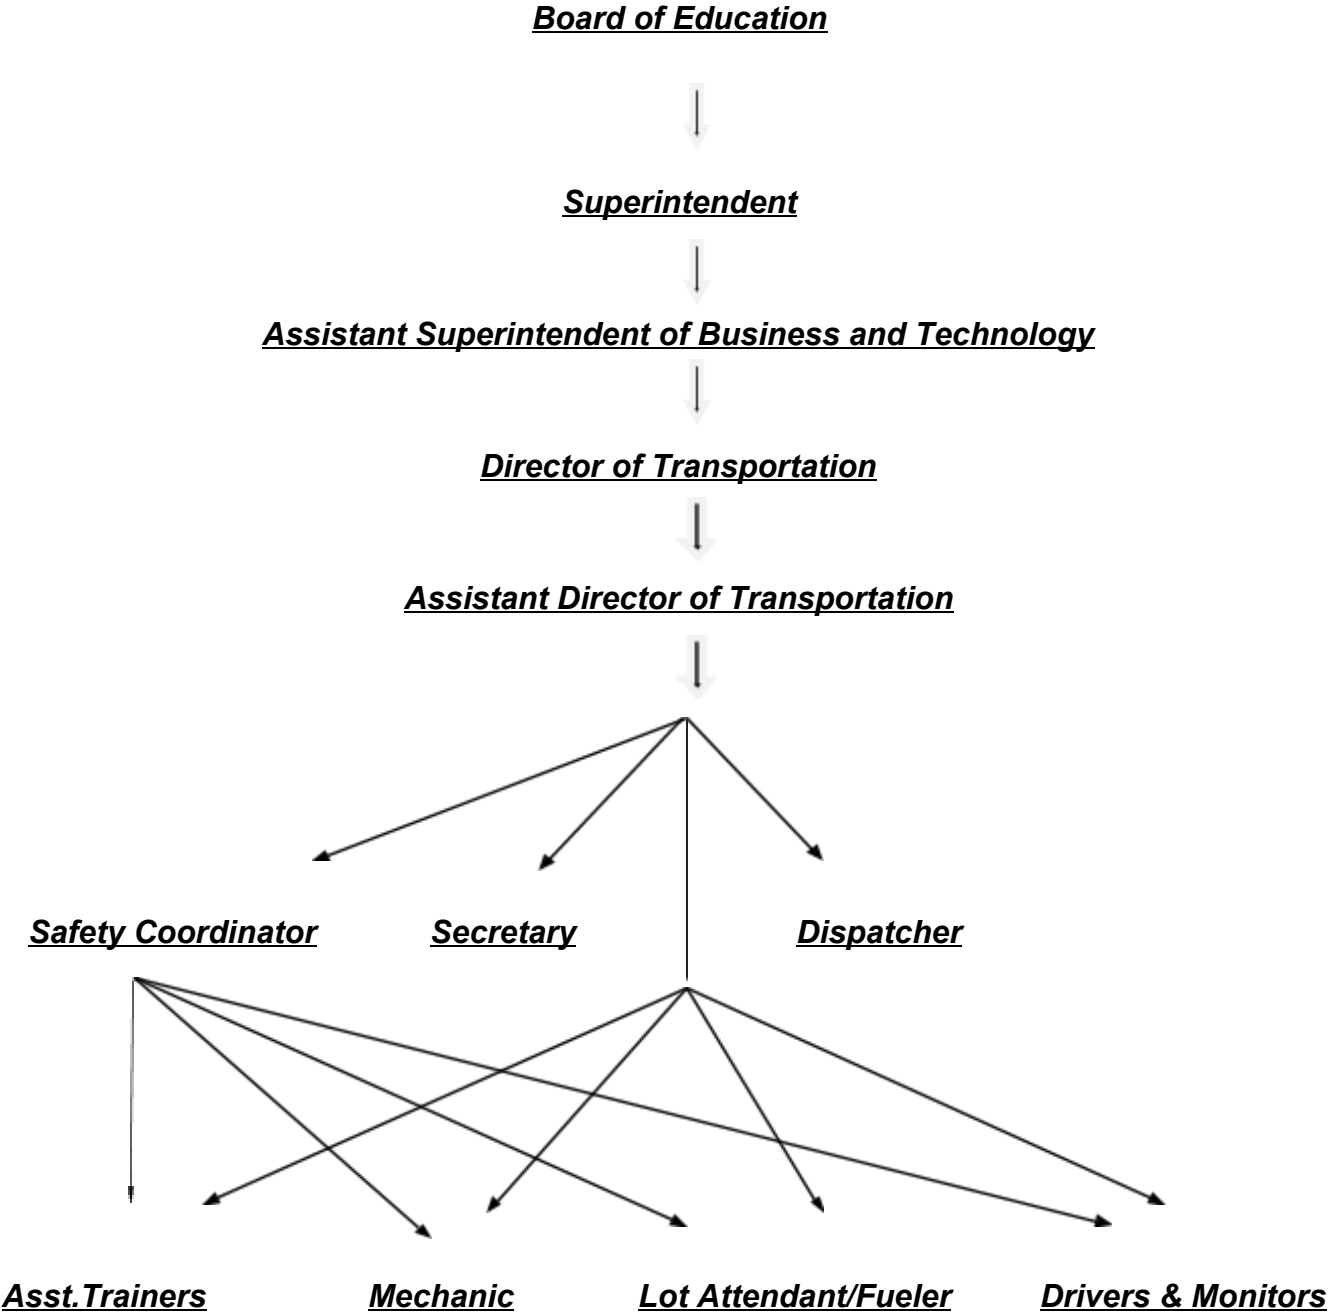 Board of Education
Superintendent
Assistant Superintendent of Business and Technology
Director of Transportation
Assistant Director of Transportation
Safety Coordinator Secretary Dispatcher
Asst.Trainers Mechanic Lot Attendant/Fueler Drivers & Monitors